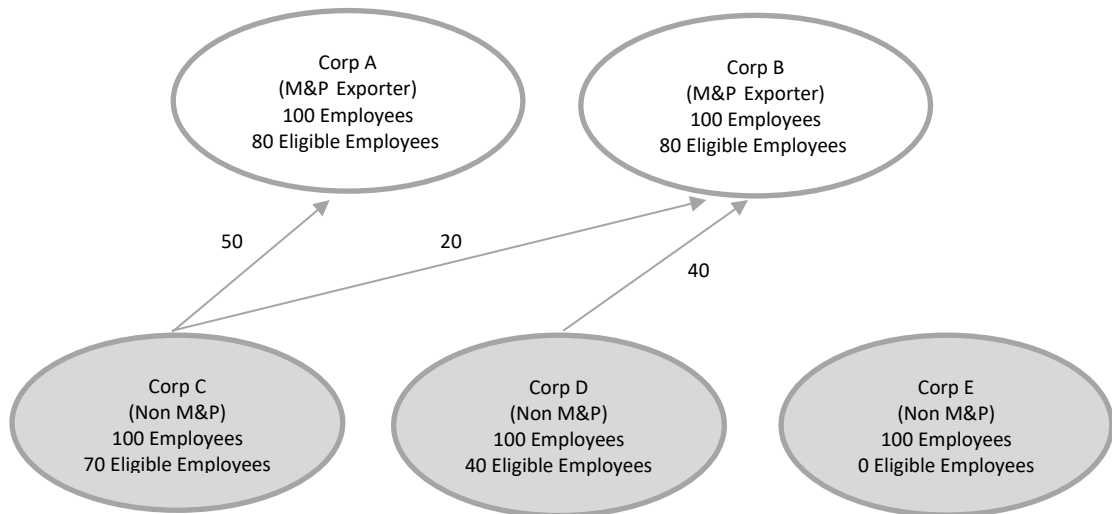 Corp A
(M&P Exporter)
100 Employees
80 Eligible Employees
Corp B
(M&P Exporter)
100 Employees
80 Eligible Employees
50
20
40
Corp C
(Non M&P)
100 Employees
70 Eligible Employees
Corp D
(Non M&P)
100 Employees
40 Eligible Employees
Corp E
(Non M&P)
100 Employees
0 Eligible Employees